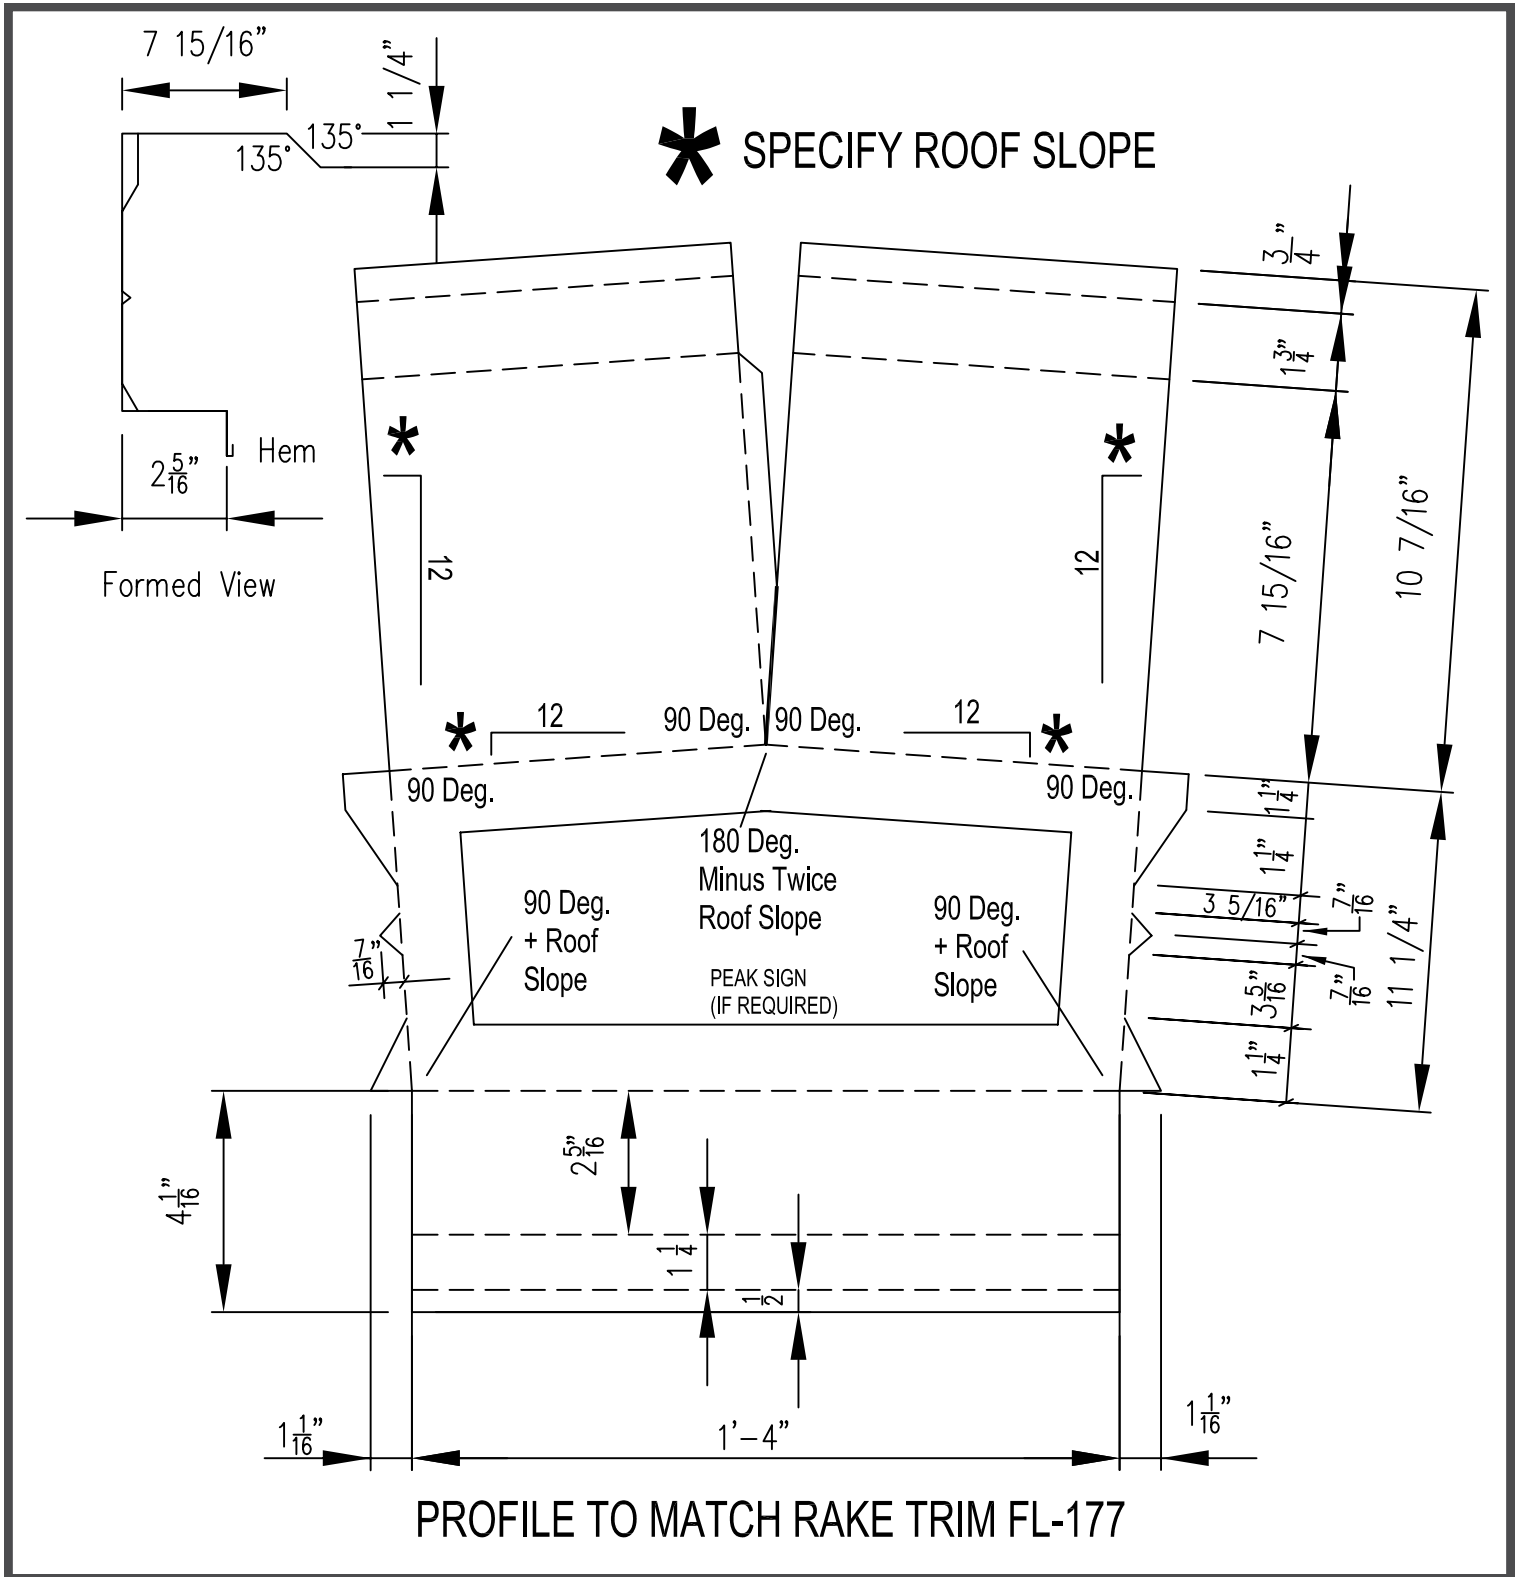 7 15/16"
1 1/4"
135°
135°
* SPECIFY ROOF SLOPE
3/4"
1 3/4"
Hem
2 5/16"
Formed View
*
*
12
12
7 15/16"
10 7/16"
* 12
90 Deg. 90 Deg.
12 *
90 Deg.
90 Deg.
1 1/4"
180 Deg.
Minus Twice
Roof Slope
1 1/4"
90 Deg.
+ Roof
Slope
90 Deg.
+ Roof
Slope
3 5/16"
7/16"
7/16"
PEAK SIGN
(IF REQUIRED)
7/16"
3 5/16"
11 1/4"
1 1/4"
2 5/16"
4 1/16"
1 1/4
1/2
1 1/16"
1'-4"
1 1/16"
PROFILE TO MATCH RAKE TRIM FL-177